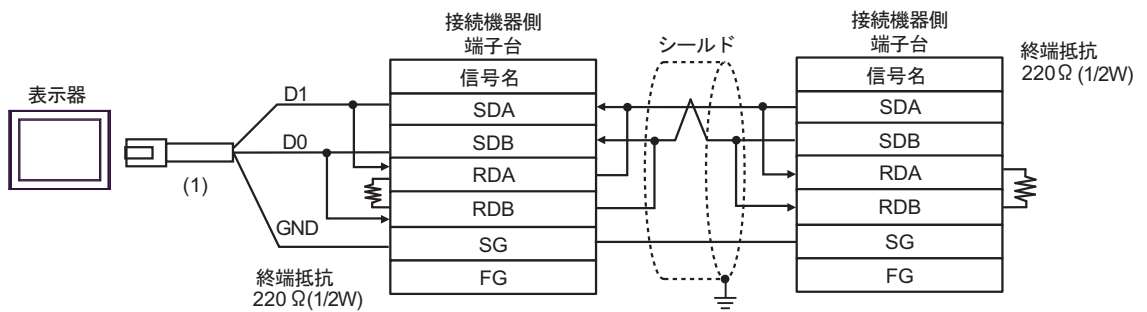 表示器
(1)
D1
D0
GND
終端抵抗
220 Ω(1/2W)
接続機器側
端子台
信号名
SDA
SDB
RDA
RDB
SG
FG
シールド
接続機器側
端子台
信号名
SDA
SDB
RDA
RDB
SG
FG
終端抵抗
220Ω(1/2W)